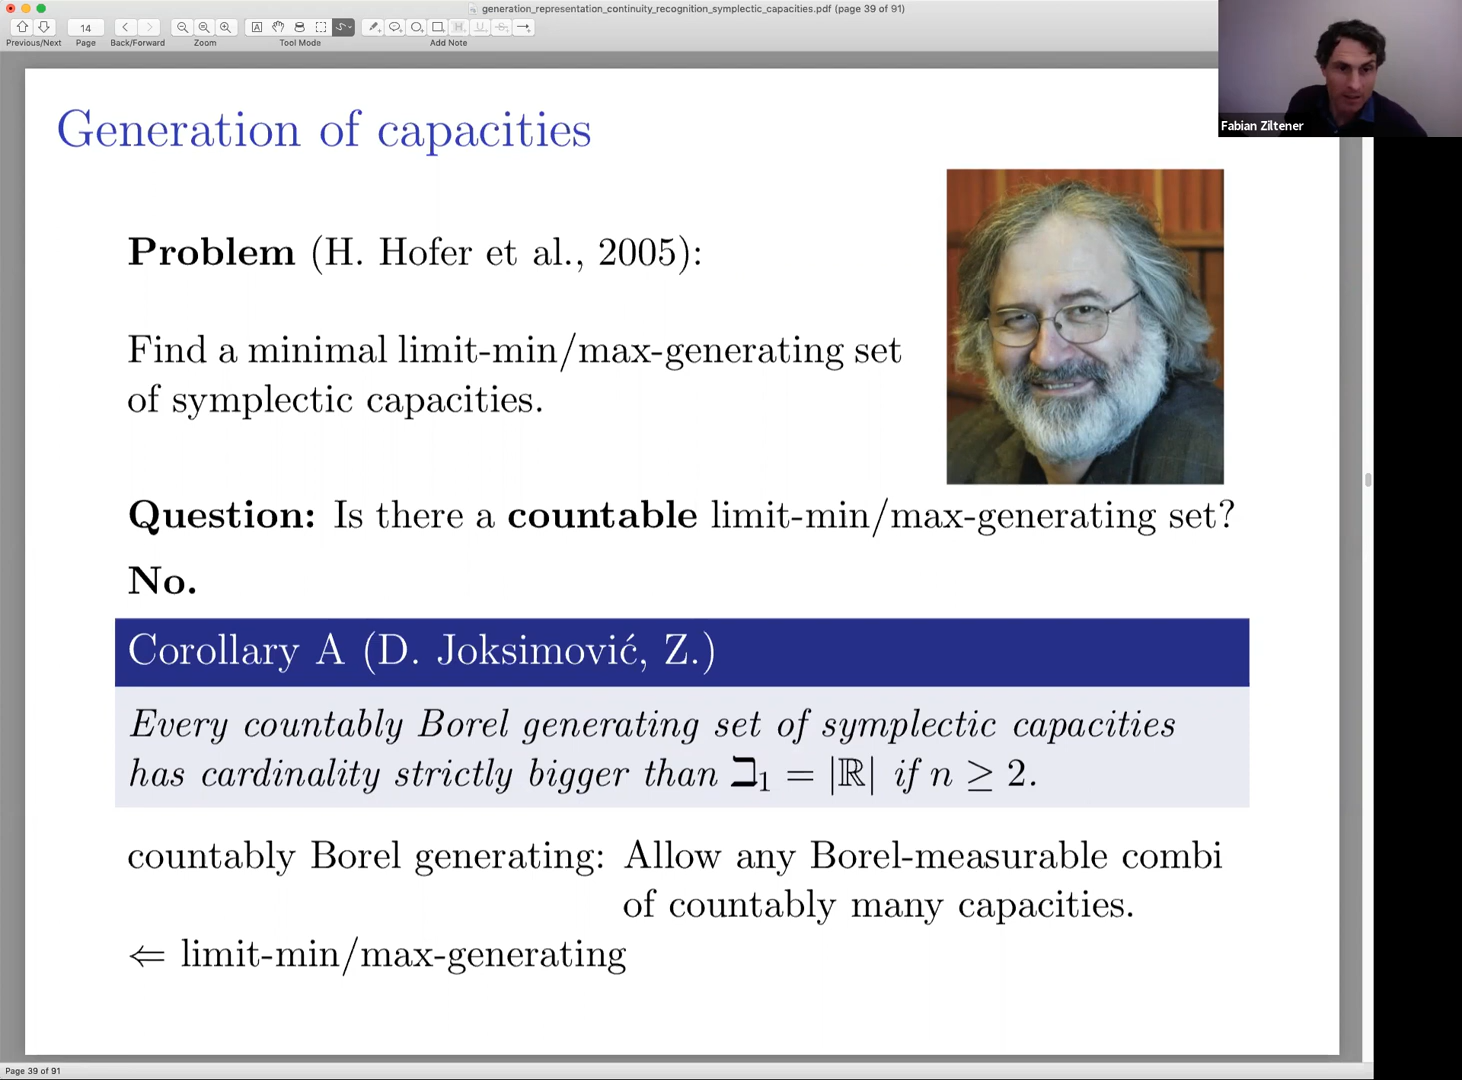 generation_representation_continuity_recognition_symplectic_capacities.pdf (page 39 of 91)
14
Previous/Next
Page
Back/Forward
Zoom
Tool Mode
Add Note
Fabian Ziltener
Generation of capacities
Problem (H. Hofer et al., 2005):
Find a minimal limit-min/max-generating set
of symplectic capacities.
Question: Is there a countable limit-min/max-generating set?
No.
Corollary A (D. Joksimović, Z.)
Every countably Borel generating set of symplectic capacities
has cardinality strictly bigger than ℶ₁ = |ℝ| if n ≥ 2.
countably Borel generating: Allow any Borel-measurable combi
of countably many capacities.
⇐ limit-min/max-generating
Page 39 of 91